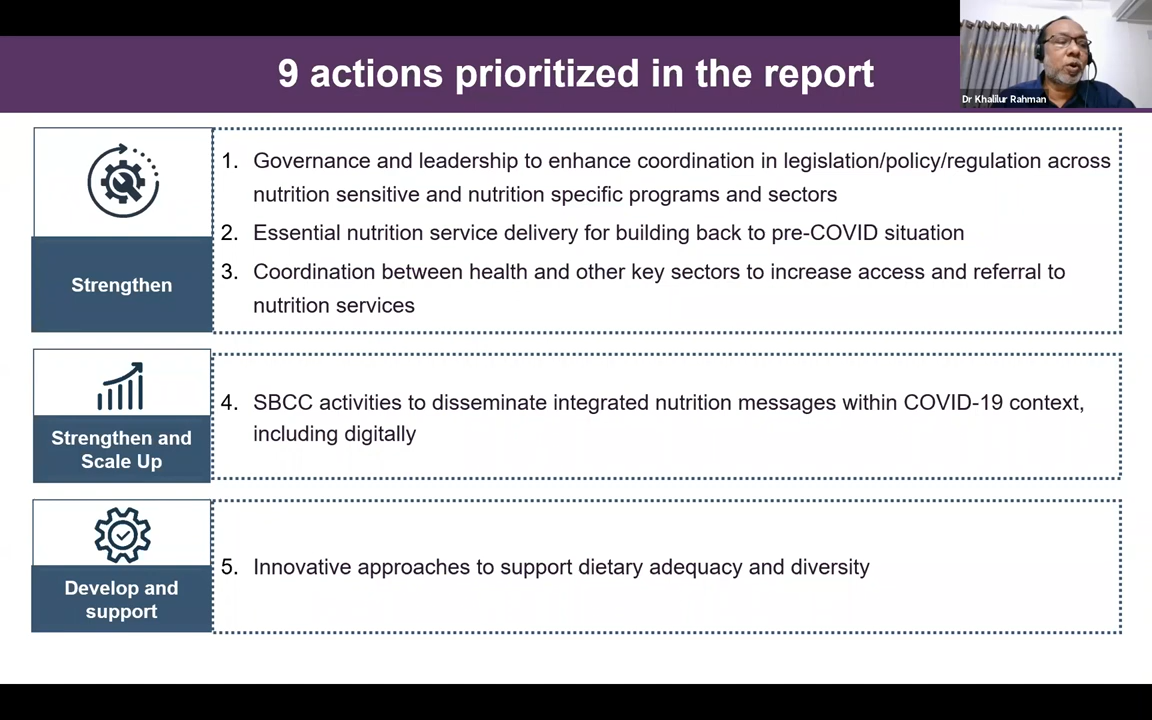 9 actions prioritized in the report
Dr Khalilur Rahman
Strengthen
1. Governance and leadership to enhance coordination in legislation/policy/regulation across
nutrition sensitive and nutrition specific programs and sectors
2. Essential nutrition service delivery for building back to pre-COVID situation
3. Coordination between health and other key sectors to increase access and referral to
nutrition services
Strengthen and
Scale Up
4. SBCC activities to disseminate integrated nutrition messages within COVID-19 context,
including digitally
Develop and
support
5. Innovative approaches to support dietary adequacy and diversity